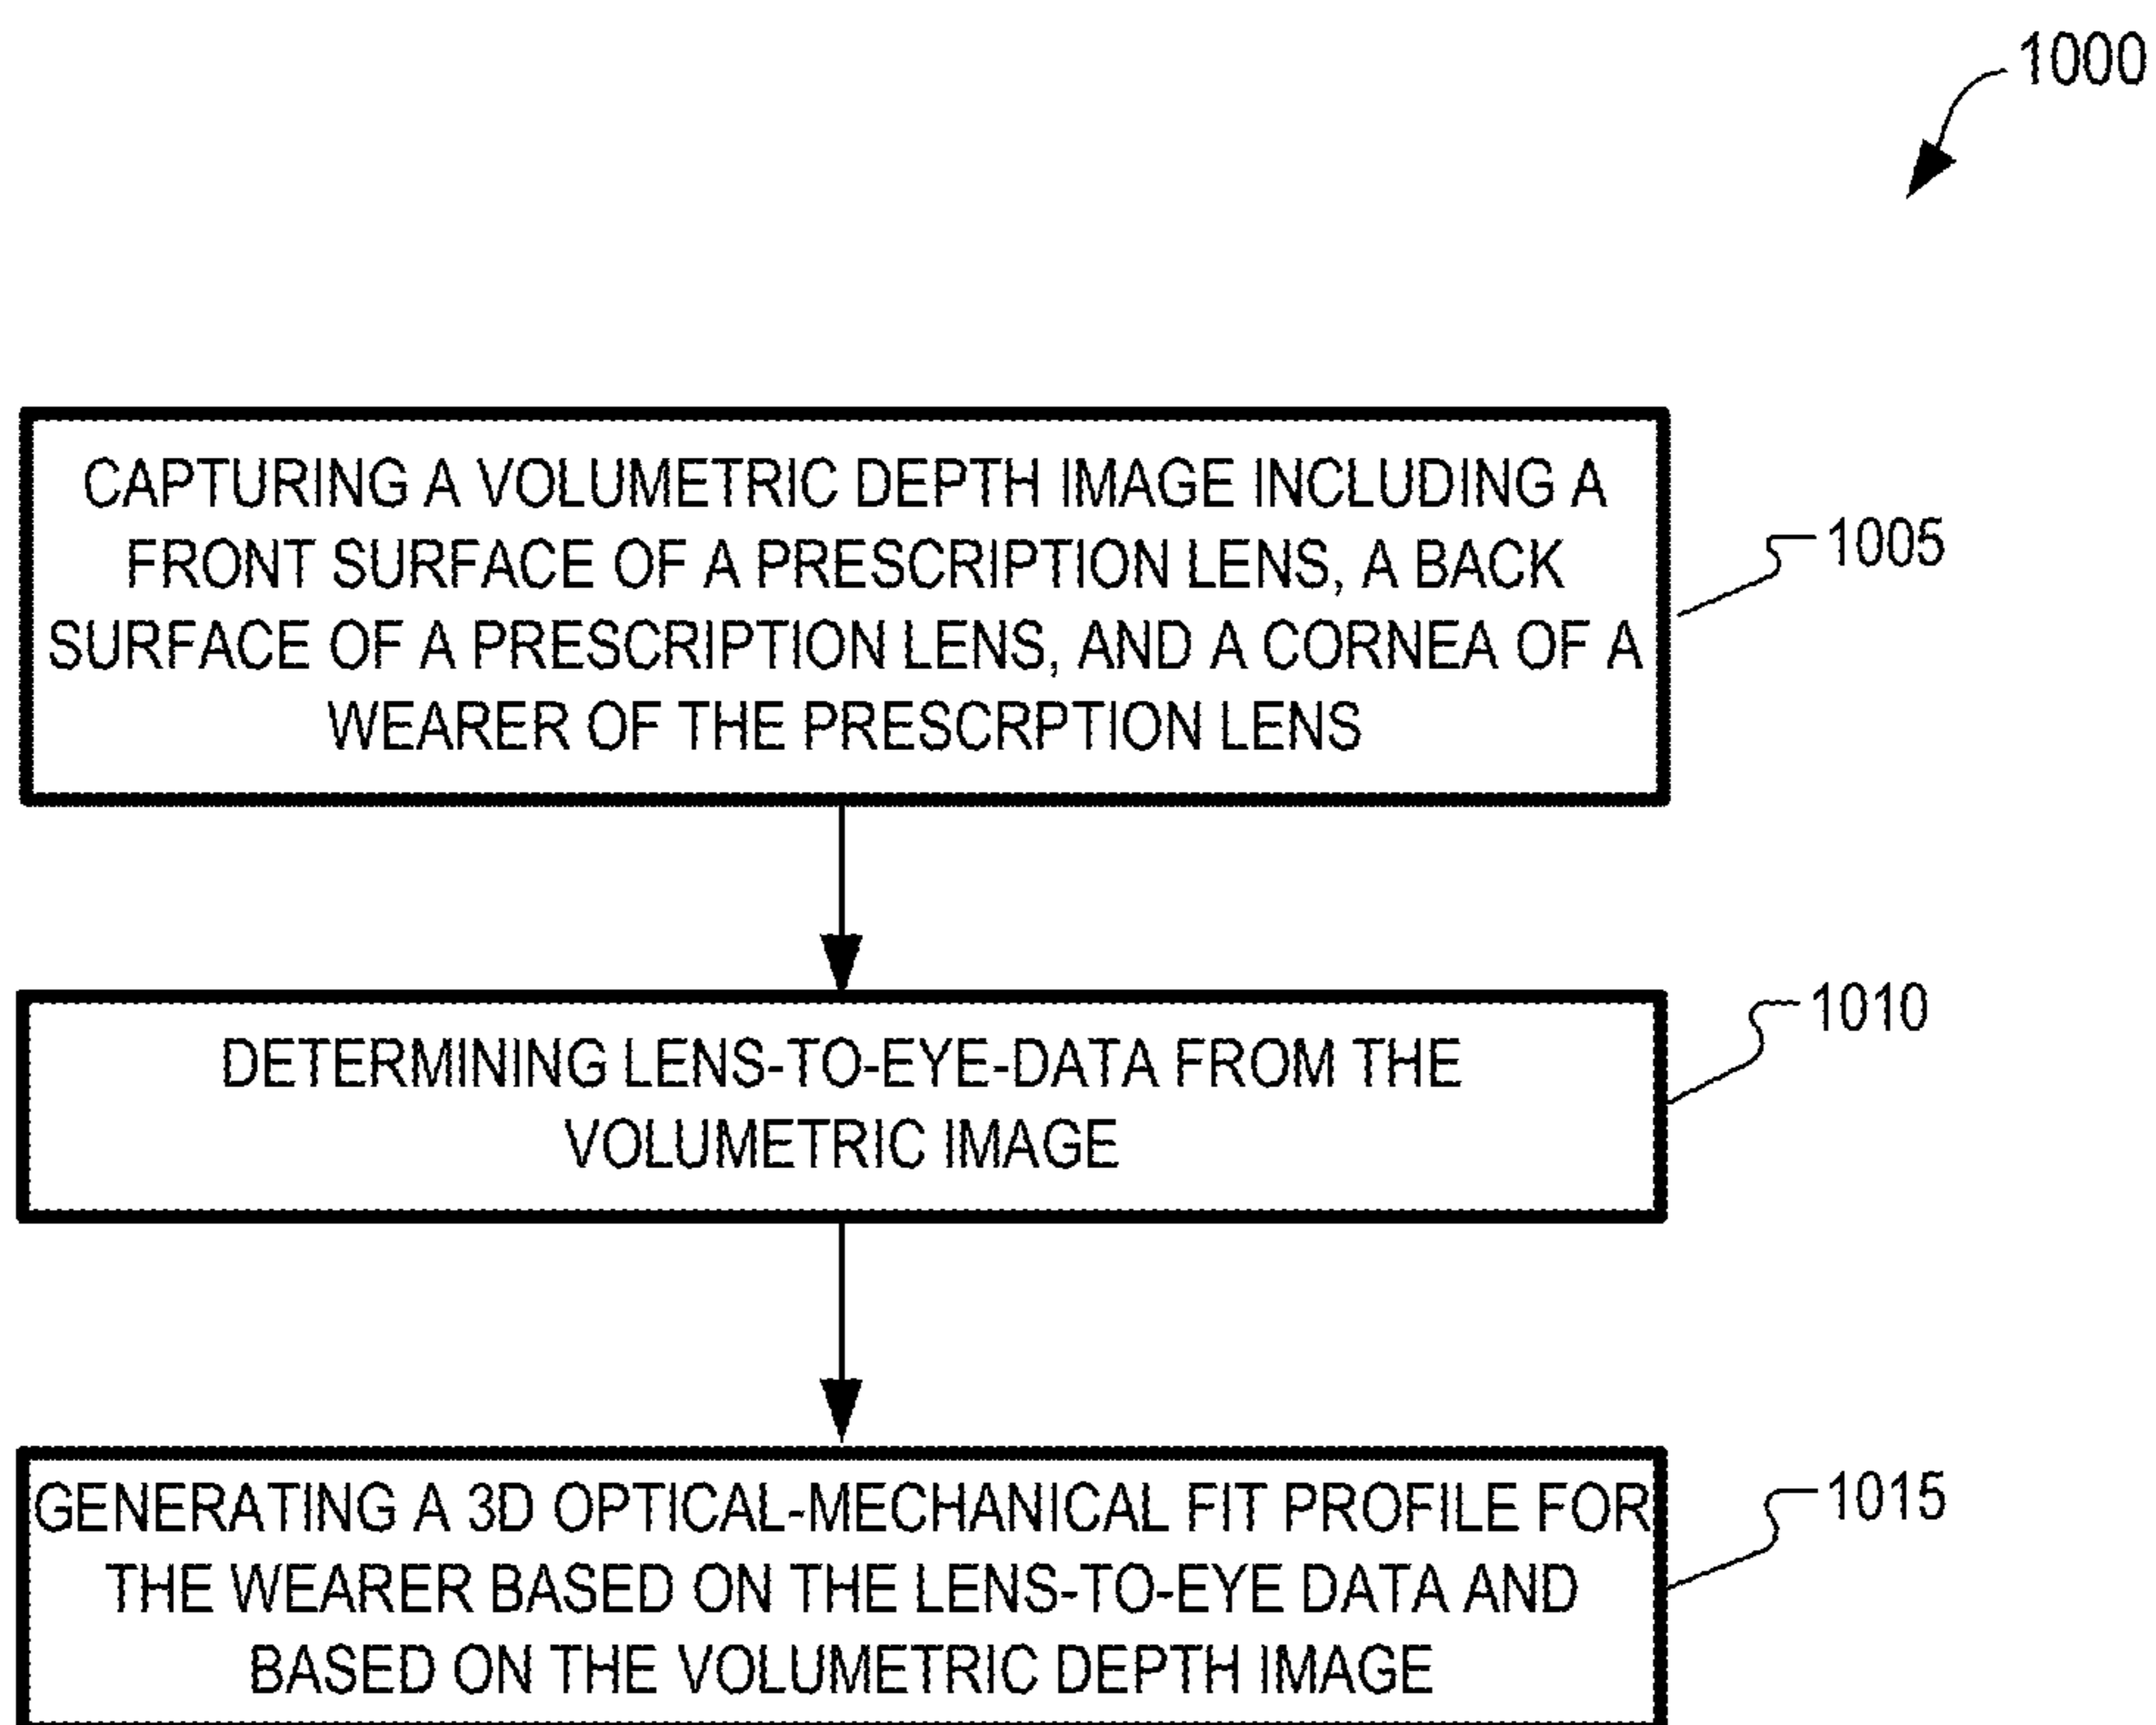 1000
CAPTURING A VOLUMETRIC DEPTH IMAGE INCLUDING A
FRONT SURFACE OF A PRESCRIPTION LENS, A BACK
SURFACE OF A PRESCRIPTION LENS, AND A CORNEA OF A
WEARER OF THE PRESCRPTION LENS
1005
DETERMINING LENS-TO-EYE-DATA FROM THE
VOLUMETRIC IMAGE
1010
GENERATING A 3D OPTICAL-MECHANICAL FIT PROFILE FOR
THE WEARER BASED ON THE LENS-TO-EYE DATA AND
BASED ON THE VOLUMETRIC DEPTH IMAGE
1015